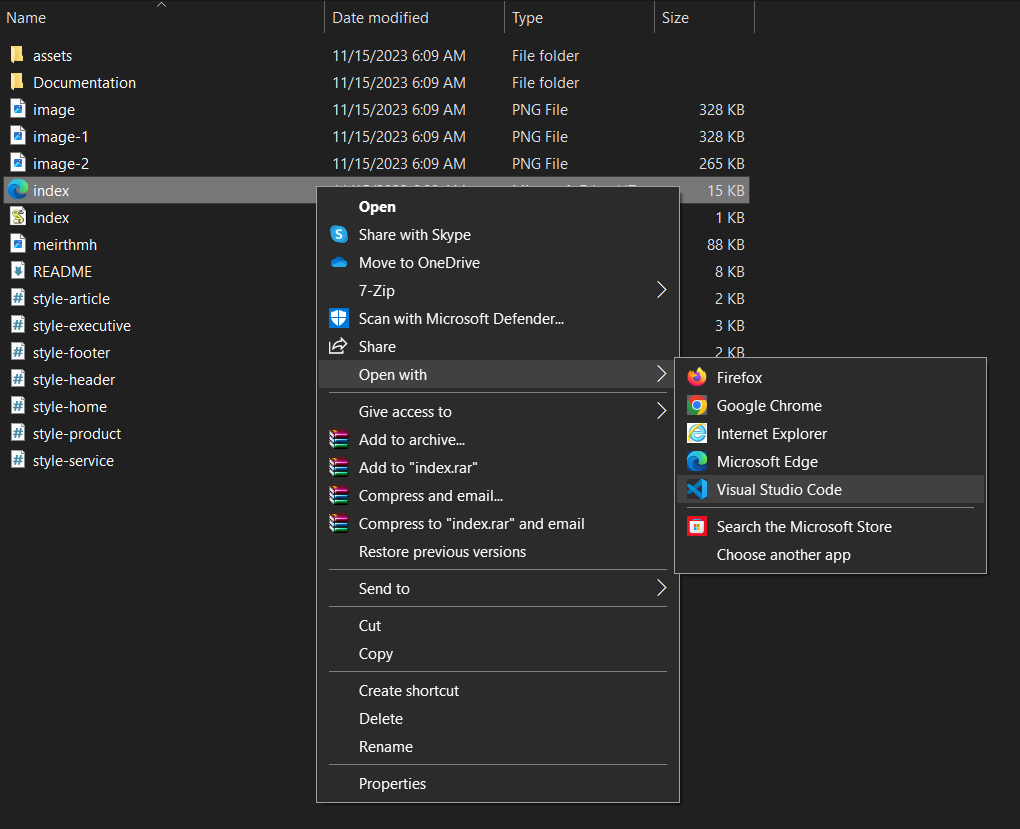 Name Date modified Type Size
assets 11/15/2023 6:09 AM File folder
Documentation 11/15/2023 6:09 AM File folder
image 11/15/2023 6:09 AM PNG File 328 KB
image-1 11/15/2023 6:09 AM PNG File 328 KB
image-2 11/15/2023 6:09 AM PNG File 265 KB
index 15 KB
index 1 KB
meirthmh 88 KB
README 8 KB
style-article 2 KB
style-executive 3 KB
style-footer 2 KB
style-header
style-home
style-product
style-service
Open
Share with Skype
Move to OneDrive
7-Zip
Scan with Microsoft Defender...
Share
Open with
Give access to
Add to archive...
Add to "index.rar"
Compress and email...
Compress to "index.rar" and email
Restore previous versions
Send to
Cut
Copy
Create shortcut
Delete
Rename
Properties
Firefox
Google Chrome
Internet Explorer
Microsoft Edge
Visual Studio Code
Search the Microsoft Store
Choose another app